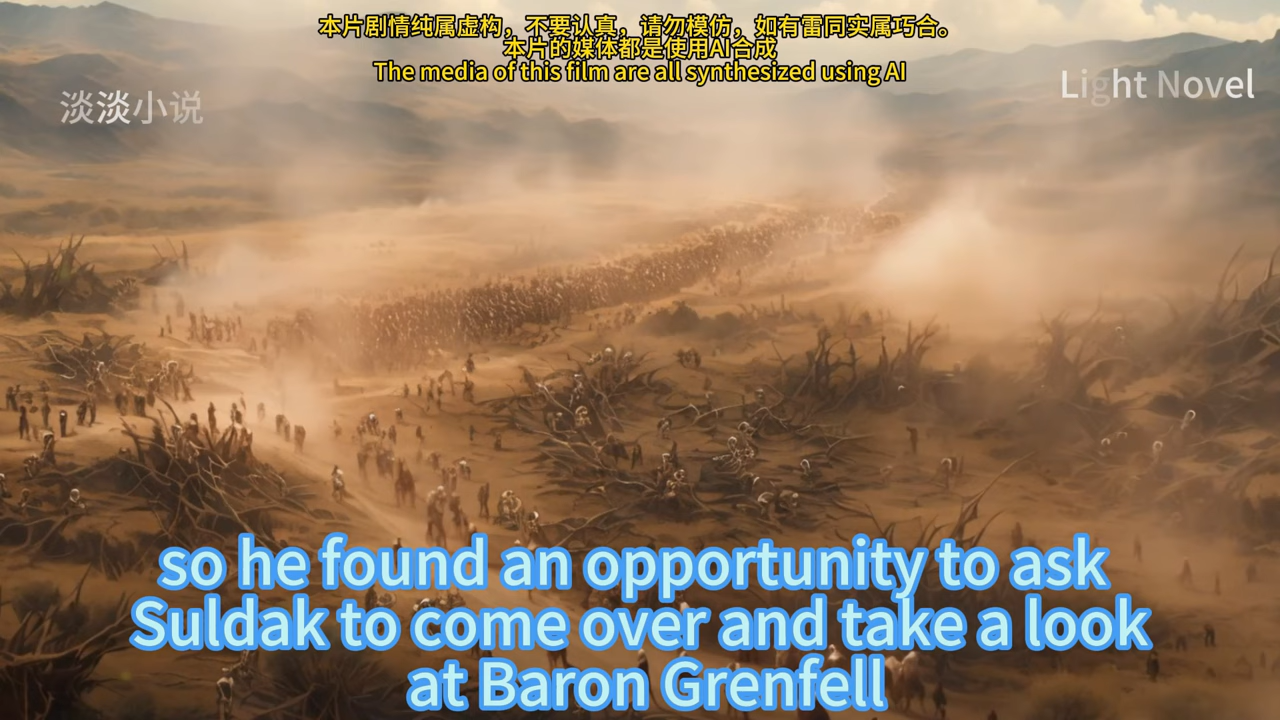 本片剧情纯属虚构，不要认真，请勿模仿，如有雷同实属巧合。
本片的媒体都是使用AI合成
The media of this film are all synthesized using AI
淡淡小说
Light Novel
so he found an opportunity to ask
Suldak to come over and take a look
at Baron Grenfell